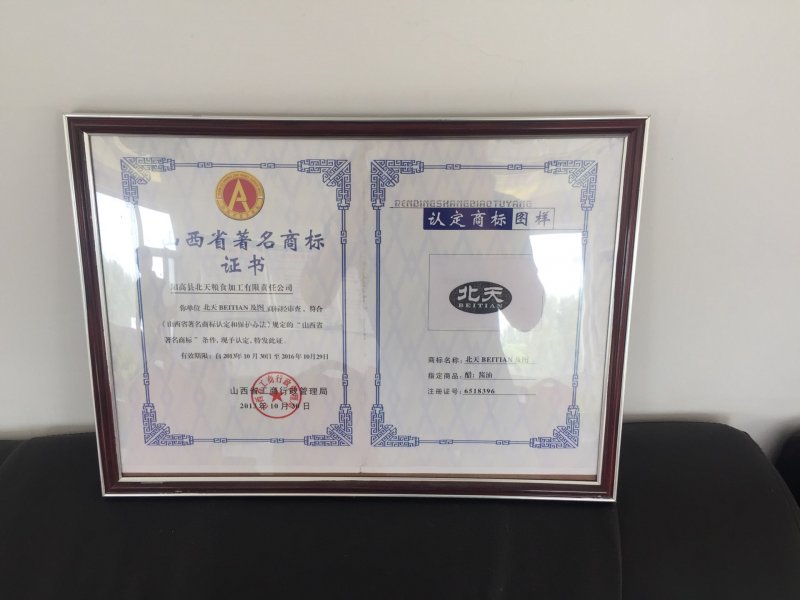 山西省著名商标
证书
阳高县北天粮食加工有限责任公司
你单位 北天 BEITIAN 及图 商标经审查，符合
《山西省著名商标认定和保护办法》规定的“山西省
著名商标”条件，现予认定，特发此证。
有效期限：自2013年10月30日至2016年10月29日
山西省工商行政管理局
2013年10月30日
RENDINGSHANGBIAOTUYANG
认定商标图样
北天
BEITIAN
商标名称：北天 BEITIAN 及图
指定商品：醋；酱油
注册证号：6518396